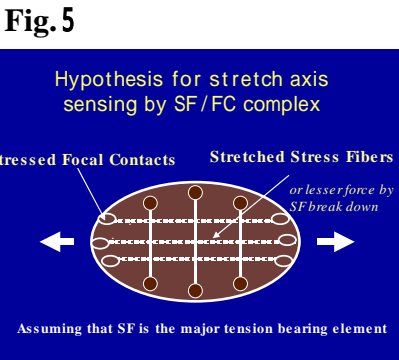 Fig. 5
Hypothesis for stretch axis
sensing by SF/FC complex
tressed Focal Contacts
Stretched Stress Fibers
or lesser force by
SF break down
Assuming that SF is the major tension bearing element